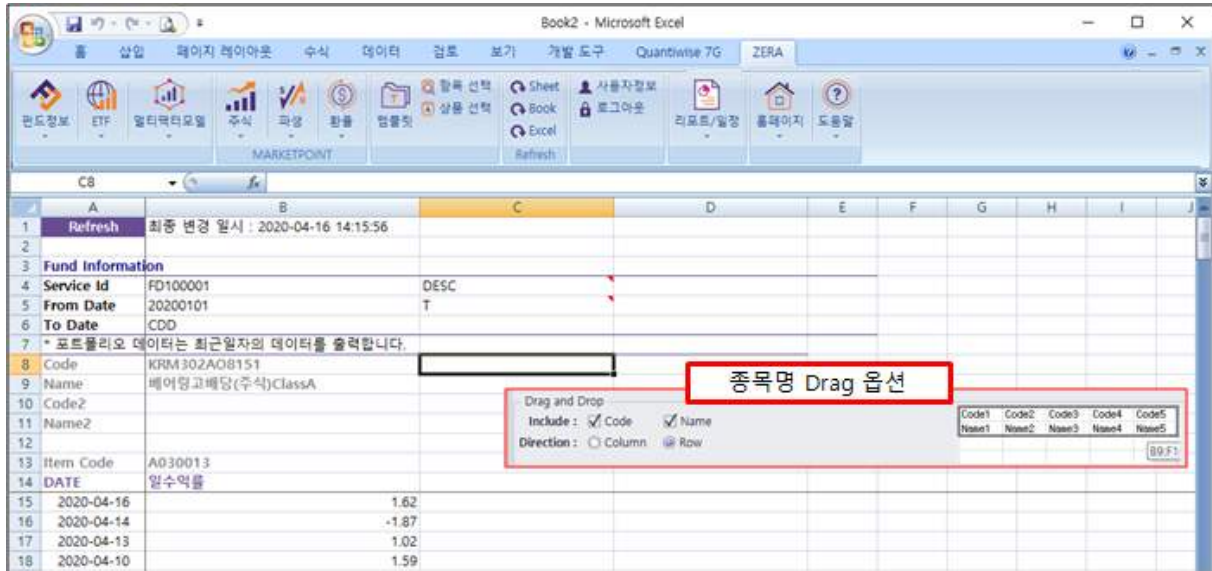 Book2 - Microsoft Excel
홈 삽입 페이지 레이아웃 수식 데이터 검토 보기 개발 도구 Quantiwise 7G ZERA
펀드정보 ETF 멀티팩터모델 주식 파생 환율 템플릿 항목 선택 상품 선택 Sheet Book Excel 사용자정보 로그아웃 리포트/일정 홈페이지 도움말
MARKETPOINT Refresh
C8 fx
A B C D E F G H I J
1 Refresh 최종 변경 일시 : 2020-04-16 14:15:56
2
3 Fund Information
4 Service Id FD100001 DESC
5 From Date 20200101 T
6 To Date CDD
7 * 포트폴리오 데이터는 최근일자의 데이터를 출력합니다.
8 Code KRM302AO8151
9 Name 베어링고배당(주식)ClassA
종목명 Drag 옵션
10 Code2
11 Name2
12
Drag and Drop
Include : Code Name
Direction : Column Row
Code1 Code2 Code3 Code4 Code5
Name1 Name2 Name3 Name4 Name5
B9:F1
13 Item Code A030013
14 DATE 일수익률
15 2020-04-16 1.62
16 2020-04-14 -1.87
17 2020-04-13 1.02
18 2020-04-10 1.59